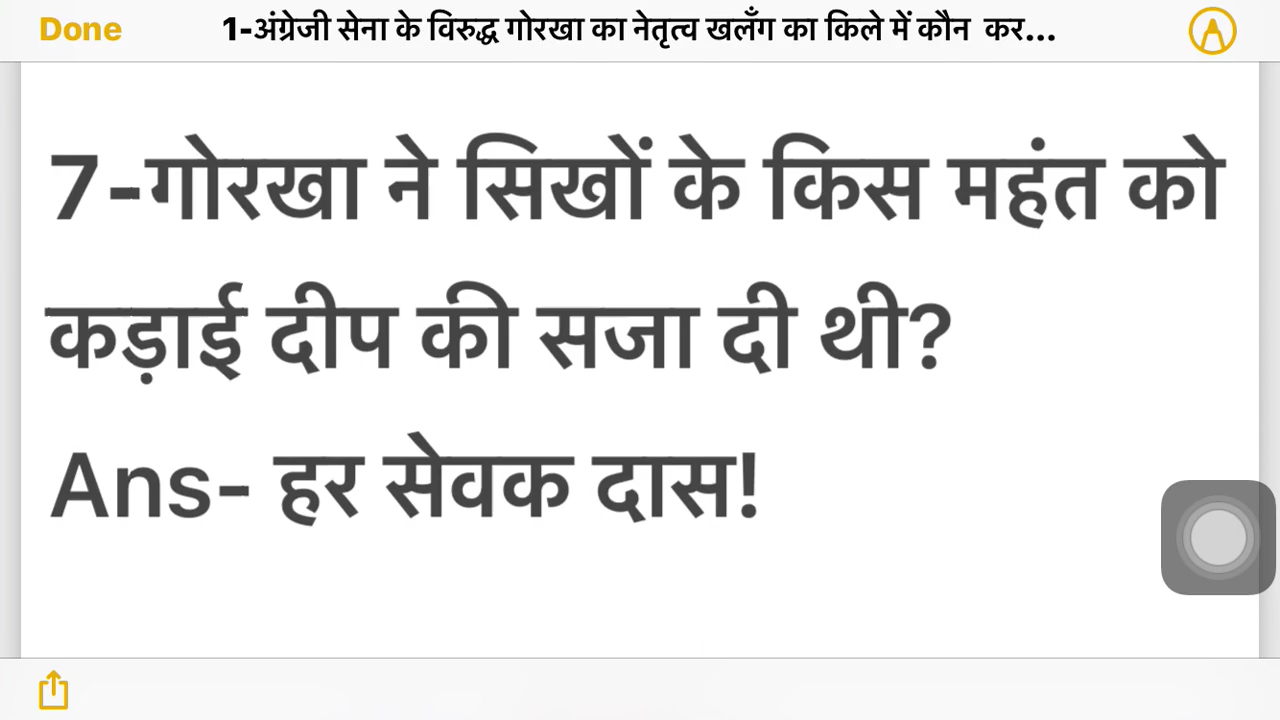 Done
1-अंग्रेजी सेना के विरुद्ध गोरखा का नेतृत्व खलँग का किले में कौन कर...
7-गोरखा ने सिखों के किस महंत को
कड़ाई दीप की सजा दी थी?
Ans- हर सेवक दास!